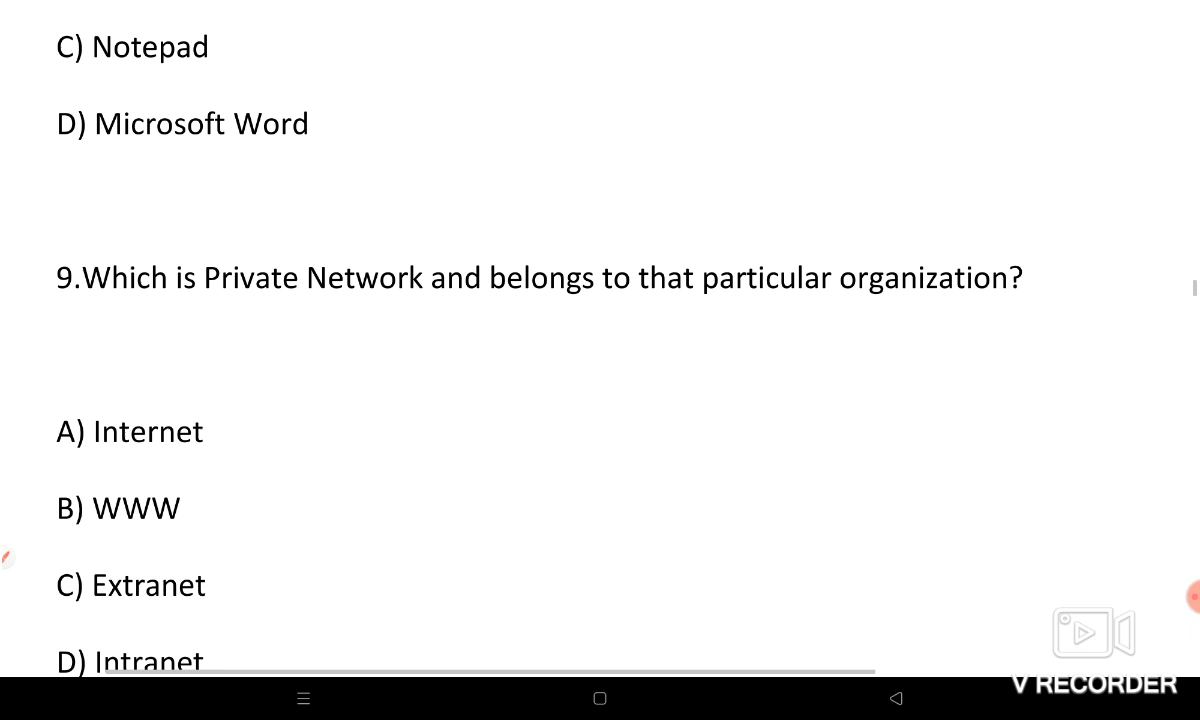 C) Notepad
D) Microsoft Word
9.Which is Private Network and belongs to that particular organization?
A) Internet
B) WWW
C) Extranet
D) Intranet
V RECORDER